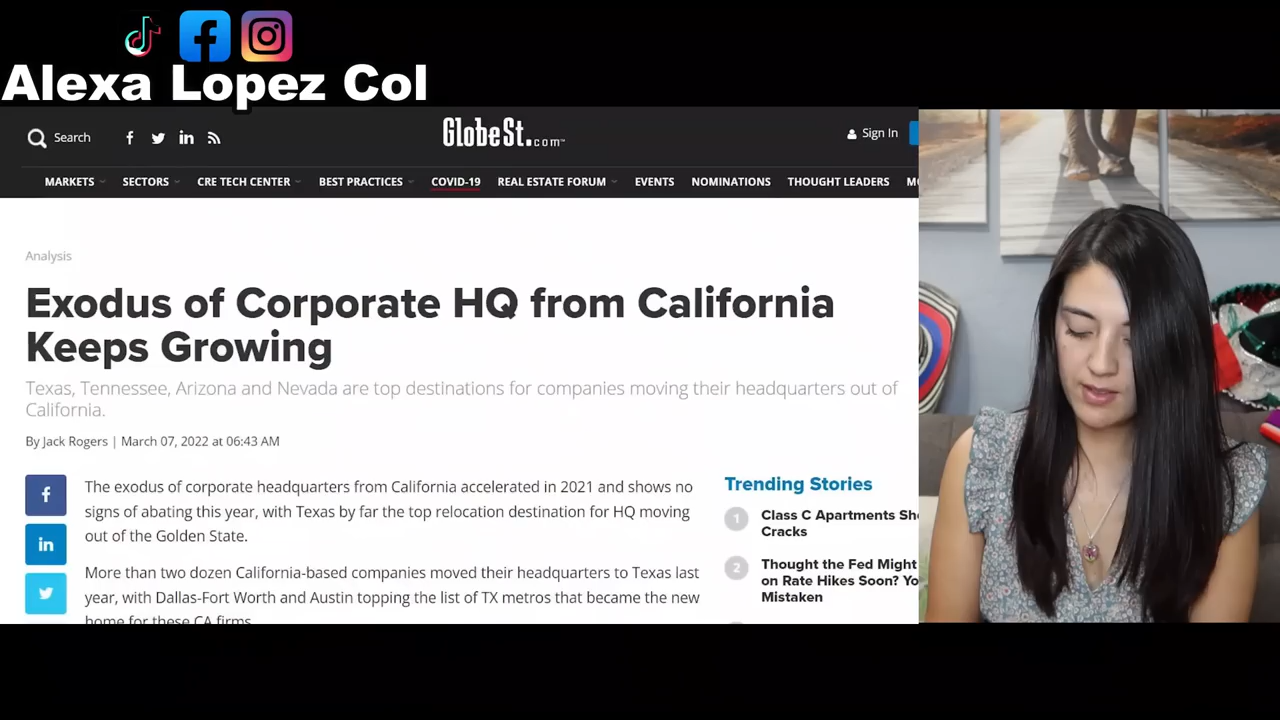 Alexa Lopez Col
Search
GlobeSt.com™
Sign In
MARKETS
SECTORS
CRE TECH CENTER
BEST PRACTICES
COVID-19
REAL ESTATE FORUM
EVENTS
NOMINATIONS
THOUGHT LEADERS
Analysis
Exodus of Corporate HQ from California
Keeps Growing
Texas, Tennessee, Arizona and Nevada are top destinations for companies moving their headquarters out of
California.
By Jack Rogers | March 07, 2022 at 06:43 AM
The exodus of corporate headquarters from California accelerated in 2021 and shows no
signs of abating this year, with Texas by far the top relocation destination for HQ moving
out of the Golden State.
More than two dozen California-based companies moved their headquarters to Texas last
year, with Dallas-Fort Worth and Austin topping the list of TX metros that became the new
home for these CA firms.
Trending Stories
1
Class C Apartments
Cracks
2
Thought the Fed Might
on Rate Hikes Soon?
Mistaken